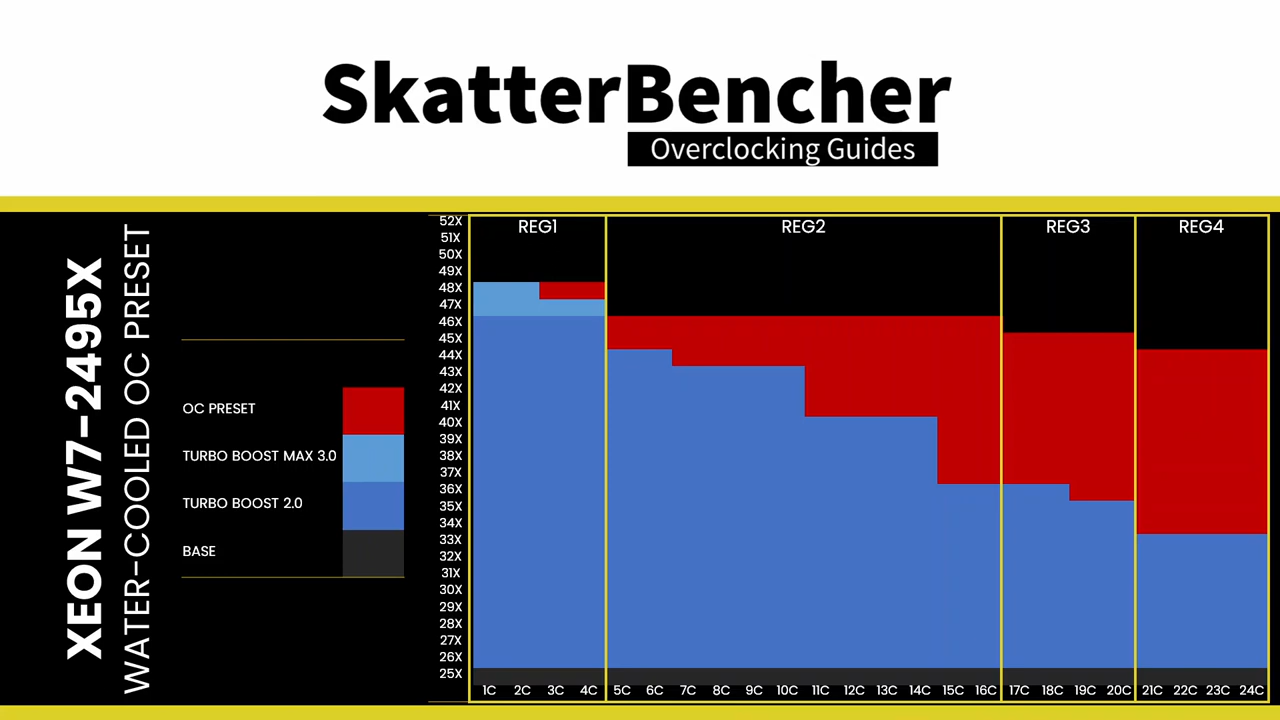 SkatterBencher
Overclocking Guides
XEON W7-2495X
WATER-COOLED OC PRESET
OC PRESET
TURBO BOOST MAX 3.0
TURBO BOOST 2.0
BASE
REG1 REG2 REG3 REG4
52X
51X
50X
49X
48X
47X
46X
45X
44X
43X
42X
41X
40X
39X
38X
37X
36X
35X
34X
33X
32X
31X
30X
29X
28X
27X
26X
25X
1C 2C 3C 4C 5C 6C 7C 8C 9C 10C 11C 12C 13C 14C 15C 16C 17C 18C 19C 20C 21C 22C 23C 24C